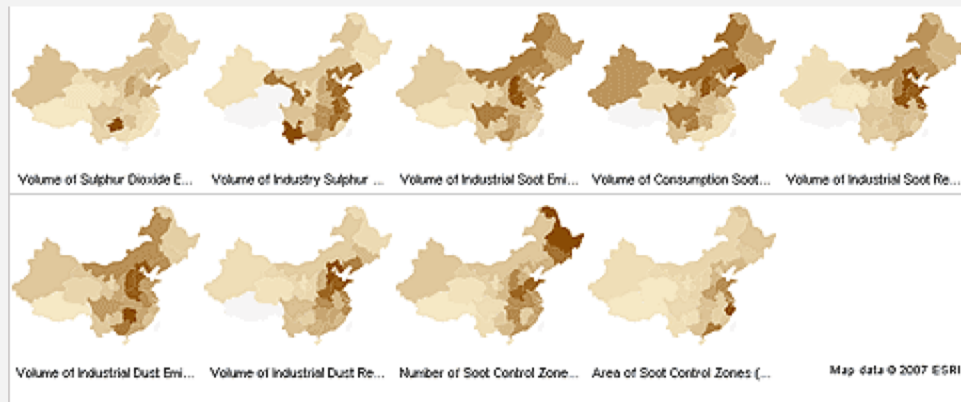 Volume of Sulphur Dioxide E...
Volume of Industry Sulphur ...
Volume of Industrial Soot Emi...
Volume of Consumption Soot...
Volume of Industrial Soot Re...
Volume of Industrial Dust Emi...
Volume of Industrial Dust Re...
Number of Soot Control Zone...
Area of Soot Control Zones (...
Map data © 2007 ESRI